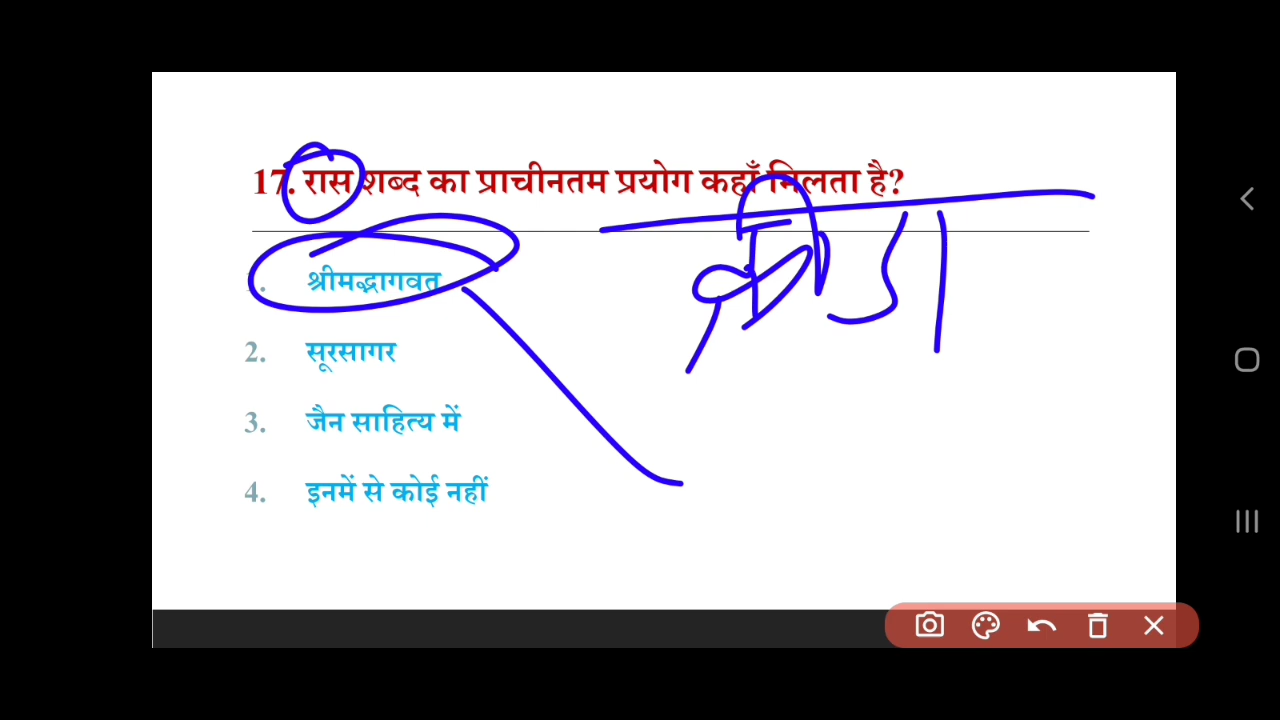 17. रास शब्द का प्राचीनतम प्रयोग कहाँ मिलता है?
1. श्रीमद्भागवत
क्रीडा
2. सूरसागर
3. जैन साहित्य में
4. इनमें से कोई नहीं